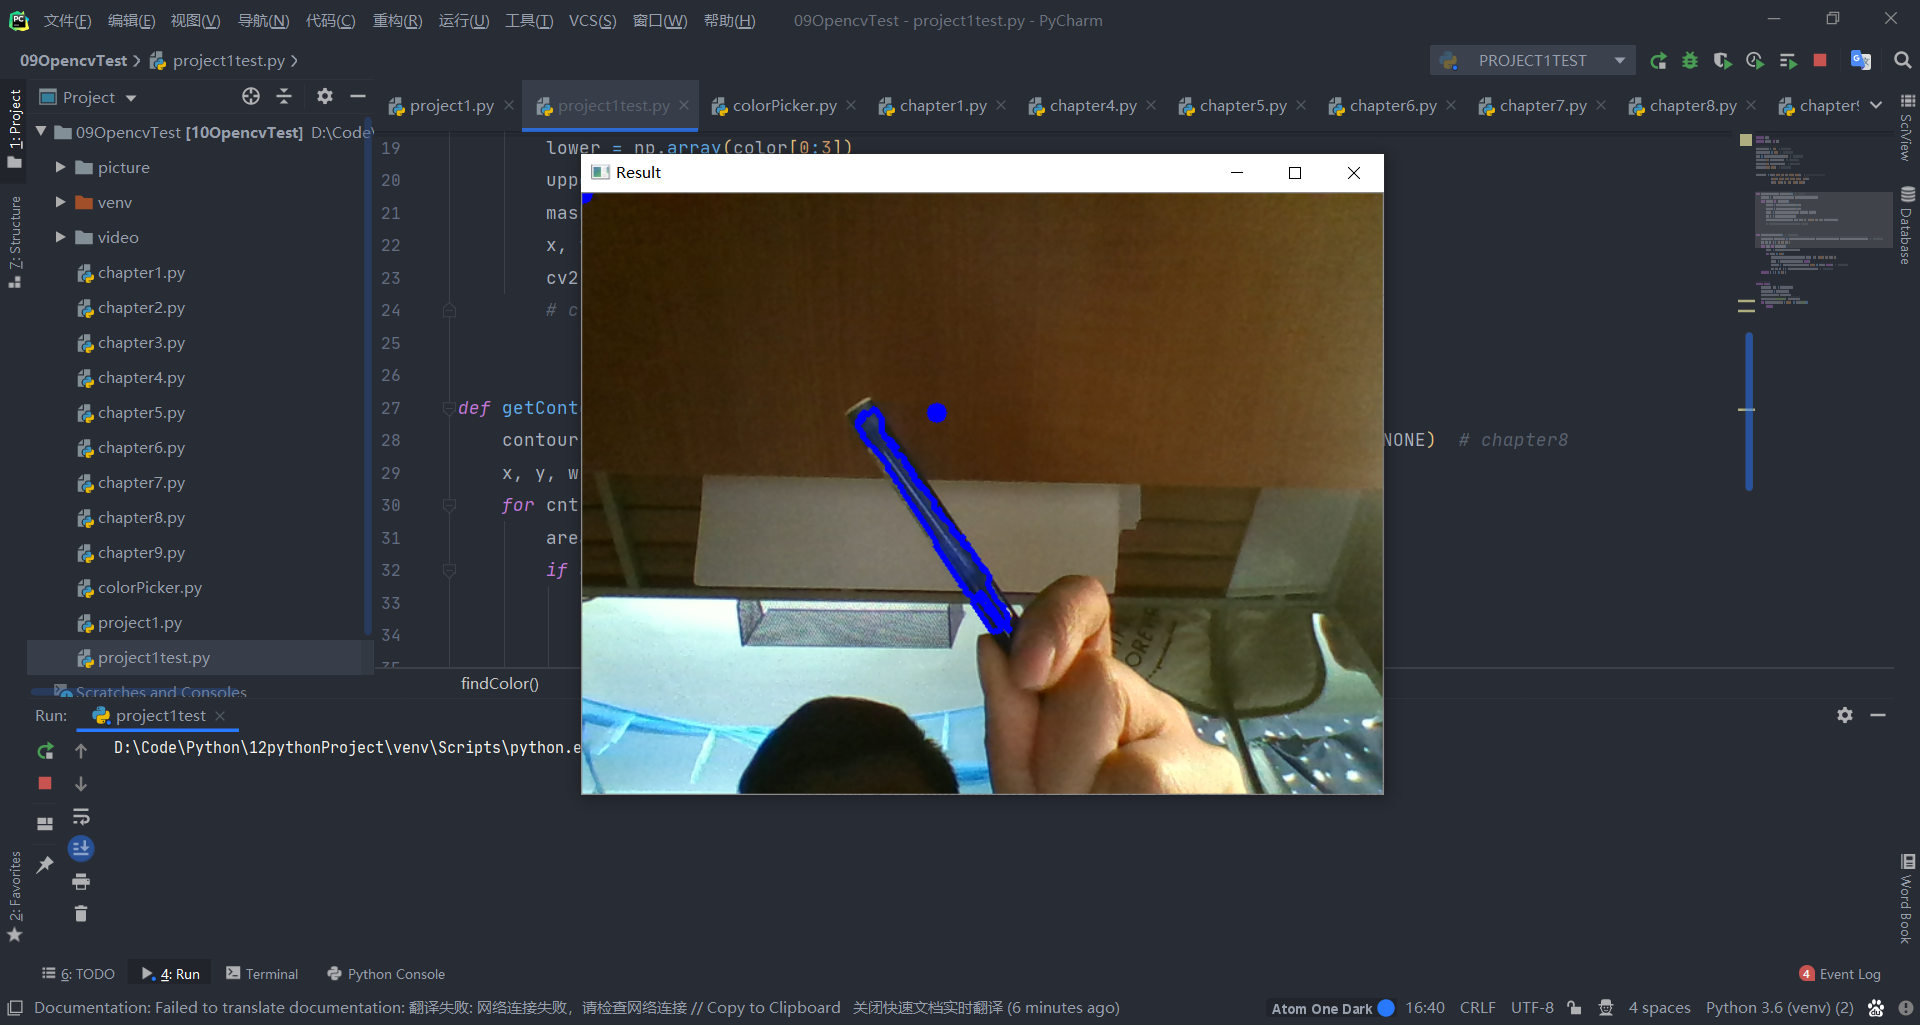 PC 文件(F) 编辑(E) 视图(V) 导航(N) 代码(C) 重构(R) 运行(U) 工具(T) VCS(S) 窗口(W) 帮助(H) 09OpencvTest - project1test.py - PyCharm
09OpencvTest project1test.py PROJECT1TEST
1: Project
7: Structure
2: Favorites
Project
09OpencvTest [10OpencvTest] D:\Code\
picture
venv
video
chapter1.py
chapter2.py
chapter3.py
chapter4.py
chapter5.py
chapter6.py
chapter7.py
chapter8.py
chapter9.py
colorPicker.py
project1.py
project1test.py
Scratches and Consoles
project1.py project1test.py colorPicker.py chapter1.py chapter4.py chapter5.py chapter6.py chapter7.py chapter8.py chapter9
19 lower = np.array(color[0:3])
20 upp
21 mas
22 x,
23 cv2
24 # c
25
26
27 def getCont
28 contour NONE) # chapter8
29 x, y, w
30 for cnt
31 are
32 if
33
34
35
findColor()
Result
OREVE
SciView
Database
Word Book
Run: project1test
D:\Code\Python\12pythonProject\venv\Scripts\python.e
6: TODO 4: Run Terminal Python Console 4 Event Log
Documentation: Failed to translate documentation: 翻译失败: 网络连接失败，请检查网络连接 // Copy to Clipboard 关闭快速文档实时翻译 (6 minutes ago) Atom One Dark 16:40 CRLF UTF-8 4 spaces Python 3.6 (venv) (2)